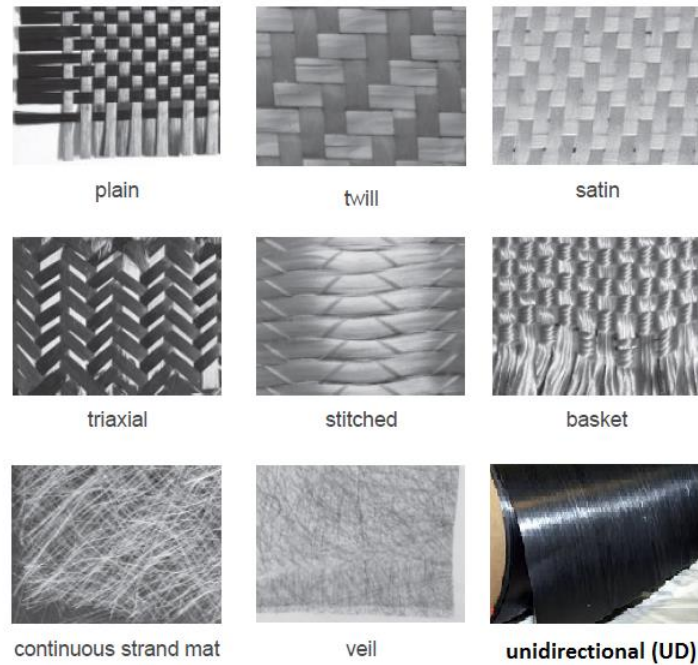 plain
twill
satin
triaxial
stitched
basket
continuous strand mat
veil
unidirectional (UD)